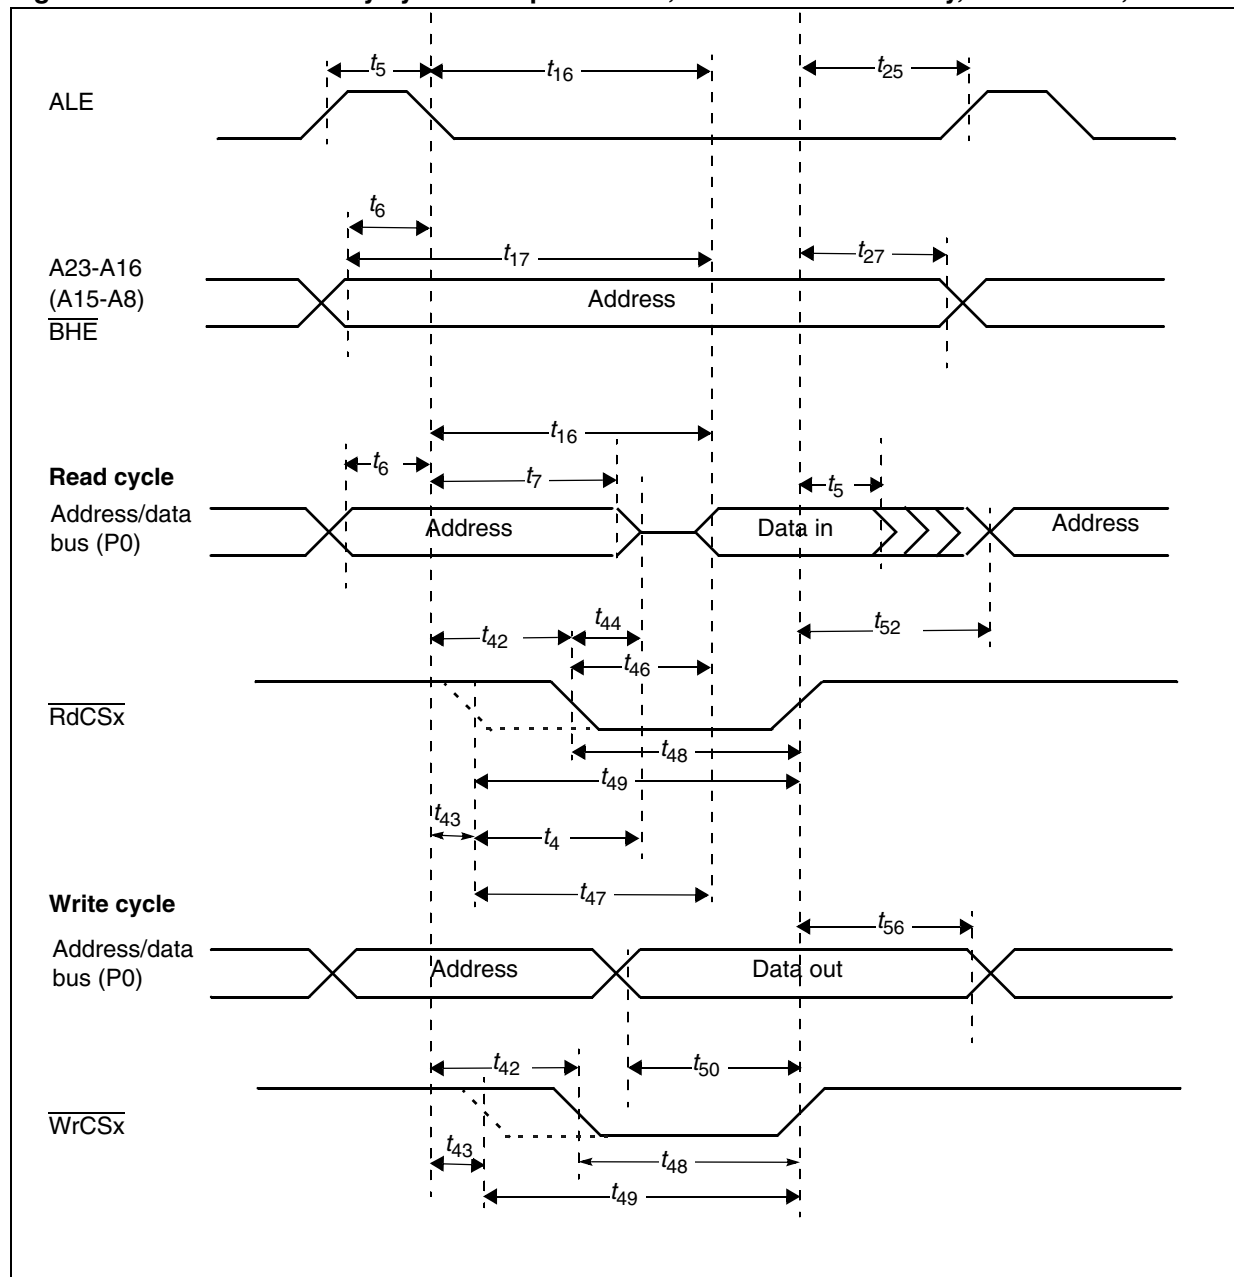 t5
t16
t25
ALE
t6
t17
t27
A23-A16
(A15-A8)
BHE
Address
t16
t6
t7
t5
Read cycle
Address/data
bus (P0)
Address
Data in
Address
t42
t44
t52
t46
RdCSx
t48
t49
t43
t4
t47
Write cycle
t56
Address/data
bus (P0)
Address
Data out
t42
t50
WrCSx
t43
t48
t49